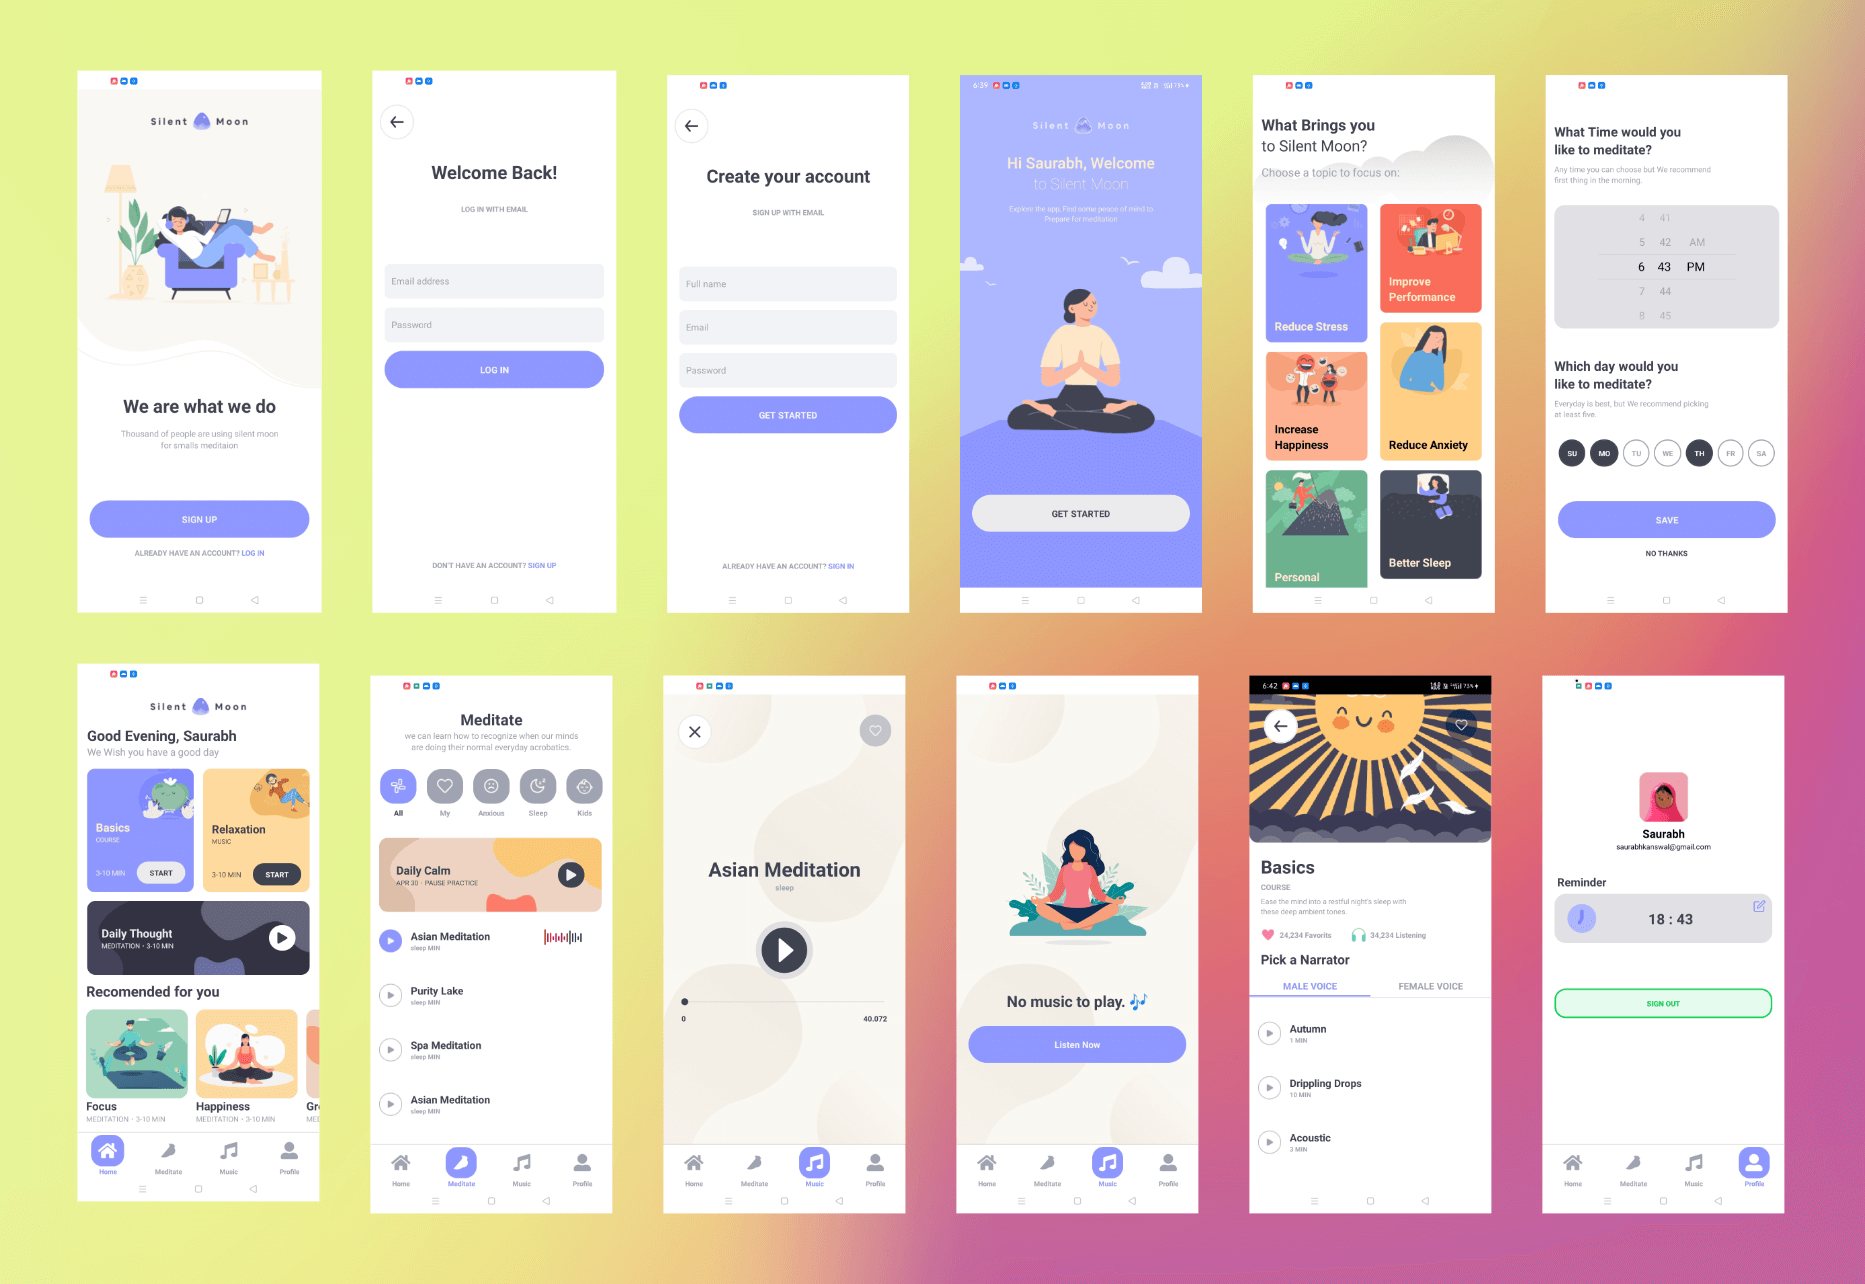 Silent Moon
We are what we do
Thousand of people are using silent moon
for smalls meditaion
SIGN UP
ALREADY HAVE AN ACCOUNT? LOG IN
Welcome Back!
LOG IN WITH EMAIL
Email address
Password
LOG IN
DON'T HAVE AN ACCOUNT? SIGN UP
Create your account
SIGN UP WITH EMAIL
Full name
Email
Password
GET STARTED
ALREADY HAVE AN ACCOUNT? SIGN IN
6:39
73%
Silent Moon
Hi Saurabh, Welcome
to Silent Moon
Explore the app, Find some peace of mind to
Prepare for meditation
GET STARTED
What Brings you
to Silent Moon?
Choose a topic to focus on:
Reduce Stress
Improve
Performance
Increase
Happiness
Reduce Anxiety
Personal
Better Sleep
What Time would you
like to meditate?
Any time you can choose but We recommend
first thing in the morning.
4 41
5 42 AM
6 43 PM
7 44
8 45
Which day would you
like to meditate?
Everyday is best, but We recommend picking
at least five.
SU MO TU WE TH FR SA
SAVE
NO THANKS
Silent Moon
Good Evening, Saurabh
We Wish you have a good day
Basics
COURSE
3-10 MIN START
Relaxation
MUSIC
3-10 MIN START
Daily Thought
MEDITATION · 3-10 MIN
Recomended for you
Focus
MEDITATION · 3-10 MIN
Happiness
MEDITATION · 3-10 MIN
Gr
MEDI
Home Meditate Music Profile
Meditate
we can learn how to recognize when our minds
are doing their normal everyday acrobatics.
All My Anxious Sleep Kids
Daily Calm
APR 30 · PAUSE PRACTICE
Asian Meditation
sleep MIN
Purity Lake
sleep MIN
Spa Meditation
sleep MIN
Asian Meditation
sleep MIN
Home Meditate Music Profile
Asian Meditation
sleep
0 40.072
Home Meditate Music Profile
No music to play. 🎶
Listen Now
Home Meditate Music Profile
6:42
73%
Basics
COURSE
Ease the mind into a restful night's sleep with
these deep ambient tones.
24,234 Favorits 34,234 Listening
Pick a Narrator
MALE VOICE FEMALE VOICE
Autumn
1 MIN
Drippling Drops
10 MIN
Acoustic
3 MIN
Saurabh
saurabhkanswal@gmail.com
Reminder
18 : 43
SIGN OUT
Home Meditate Music Profile